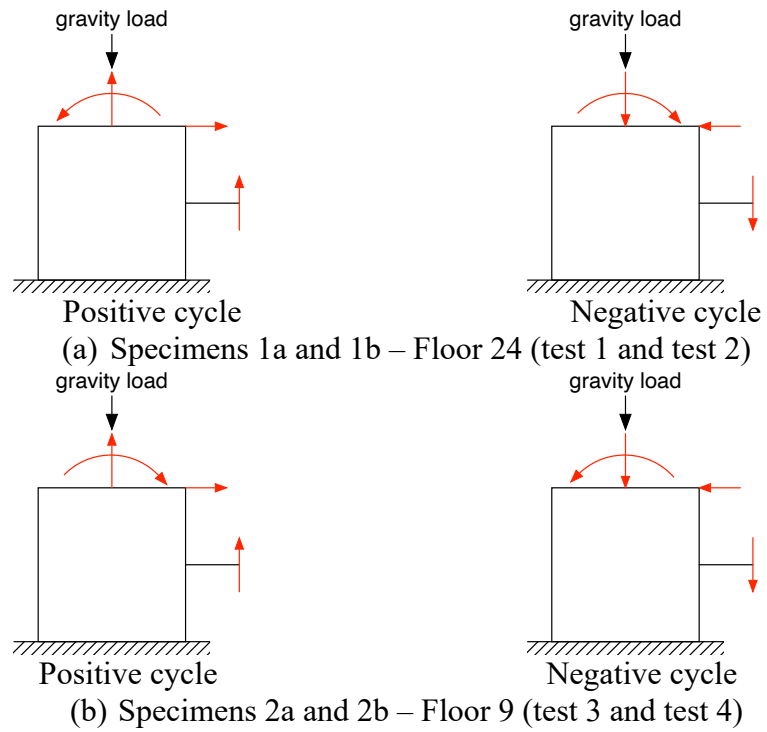 gravity load gravity load
Positive cycle Negative cycle
(a) Specimens 1a and 1b – Floor 24 (test 1 and test 2)
gravity load gravity load
Positive cycle Negative cycle
(b) Specimens 2a and 2b – Floor 9 (test 3 and test 4)